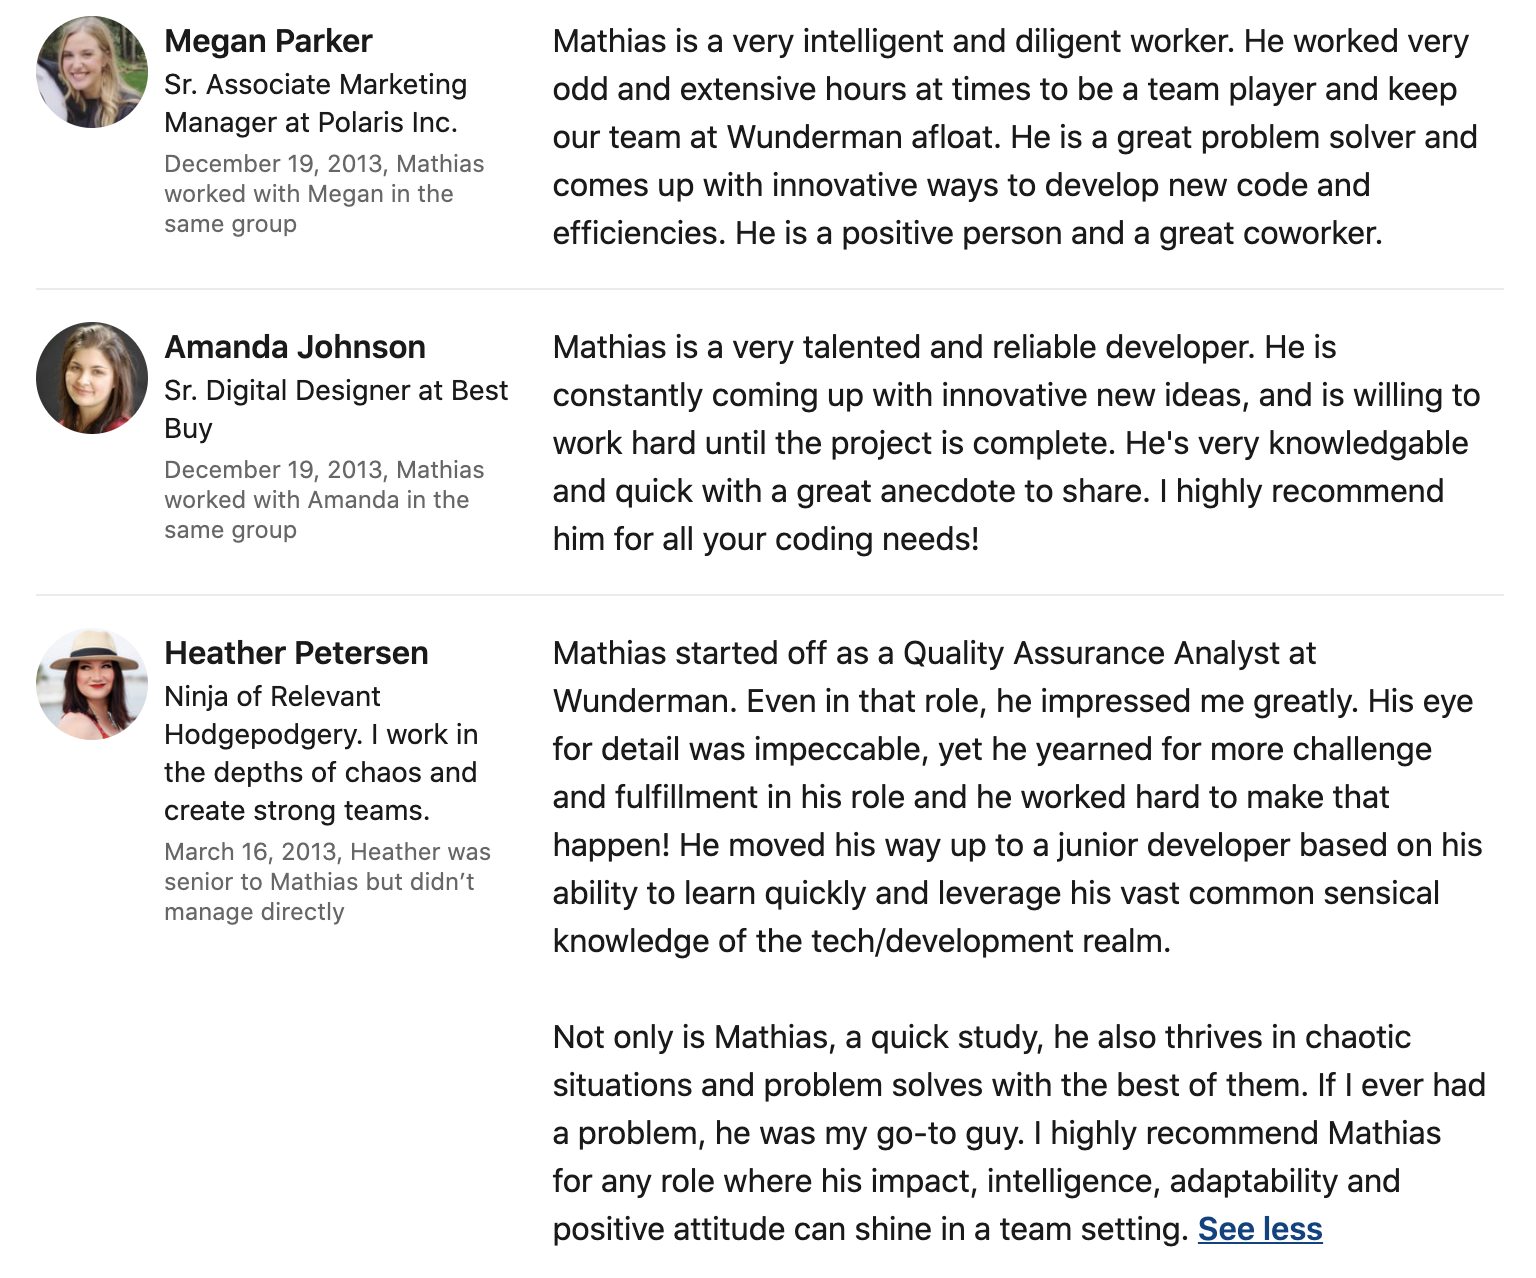 Megan Parker
Sr. Associate Marketing
Manager at Polaris Inc.
December 19, 2013, Mathias
worked with Megan in the
same group
Mathias is a very intelligent and diligent worker. He worked very
odd and extensive hours at times to be a team player and keep
our team at Wunderman afloat. He is a great problem solver and
comes up with innovative ways to develop new code and
efficiencies. He is a positive person and a great coworker.
Amanda Johnson
Sr. Digital Designer at Best
Buy
December 19, 2013, Mathias
worked with Amanda in the
same group
Mathias is a very talented and reliable developer. He is
constantly coming up with innovative new ideas, and is willing to
work hard until the project is complete. He's very knowledgable
and quick with a great anecdote to share. I highly recommend
him for all your coding needs!
Heather Petersen
Ninja of Relevant
Hodgepodgery. I work in
the depths of chaos and
create strong teams.
March 16, 2013, Heather was
senior to Mathias but didn’t
manage directly
Mathias started off as a Quality Assurance Analyst at
Wunderman. Even in that role, he impressed me greatly. His eye
for detail was impeccable, yet he yearned for more challenge
and fulfillment in his role and he worked hard to make that
happen! He moved his way up to a junior developer based on his
ability to learn quickly and leverage his vast common sensical
knowledge of the tech/development realm.
Not only is Mathias, a quick study, he also thrives in chaotic
situations and problem solves with the best of them. If I ever had
a problem, he was my go-to guy. I highly recommend Mathias
for any role where his impact, intelligence, adaptability and
positive attitude can shine in a team setting. See less